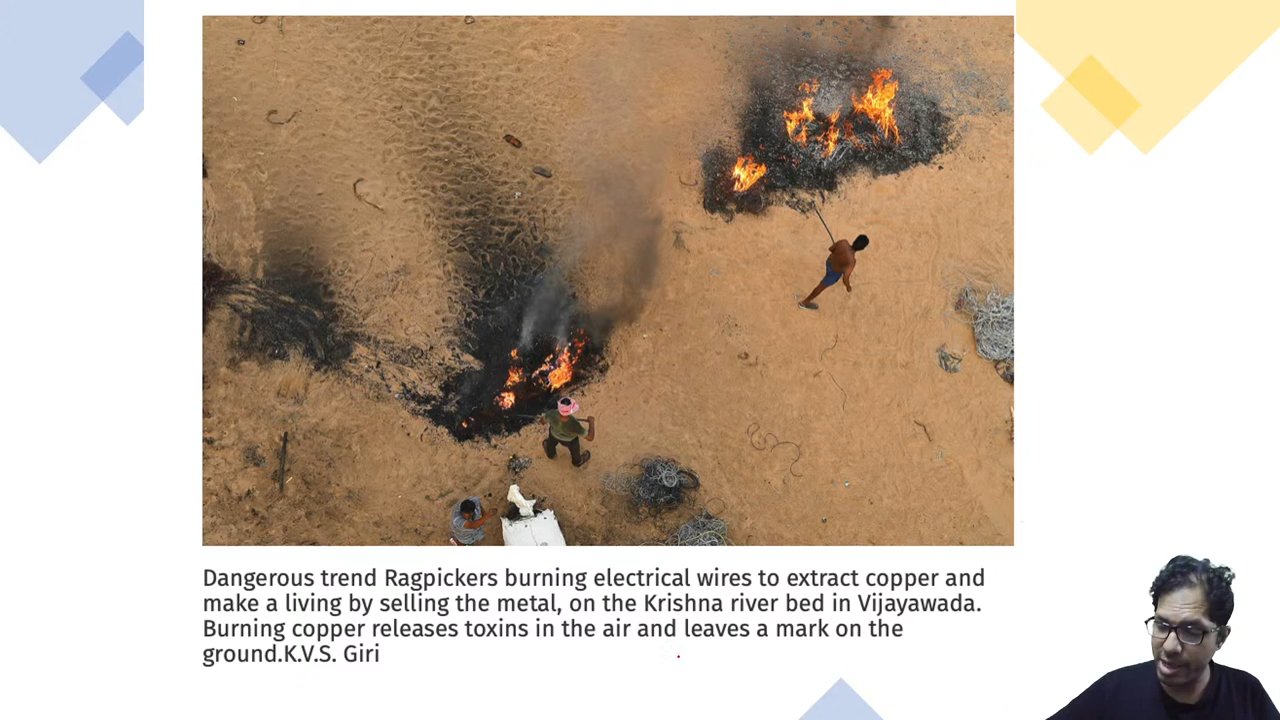 Dangerous trend Ragpickers burning electrical wires to extract copper and
make a living by selling the metal, on the Krishna river bed in Vijayawada.
Burning copper releases toxins in the air and leaves a mark on the
ground.K.V.S. Giri